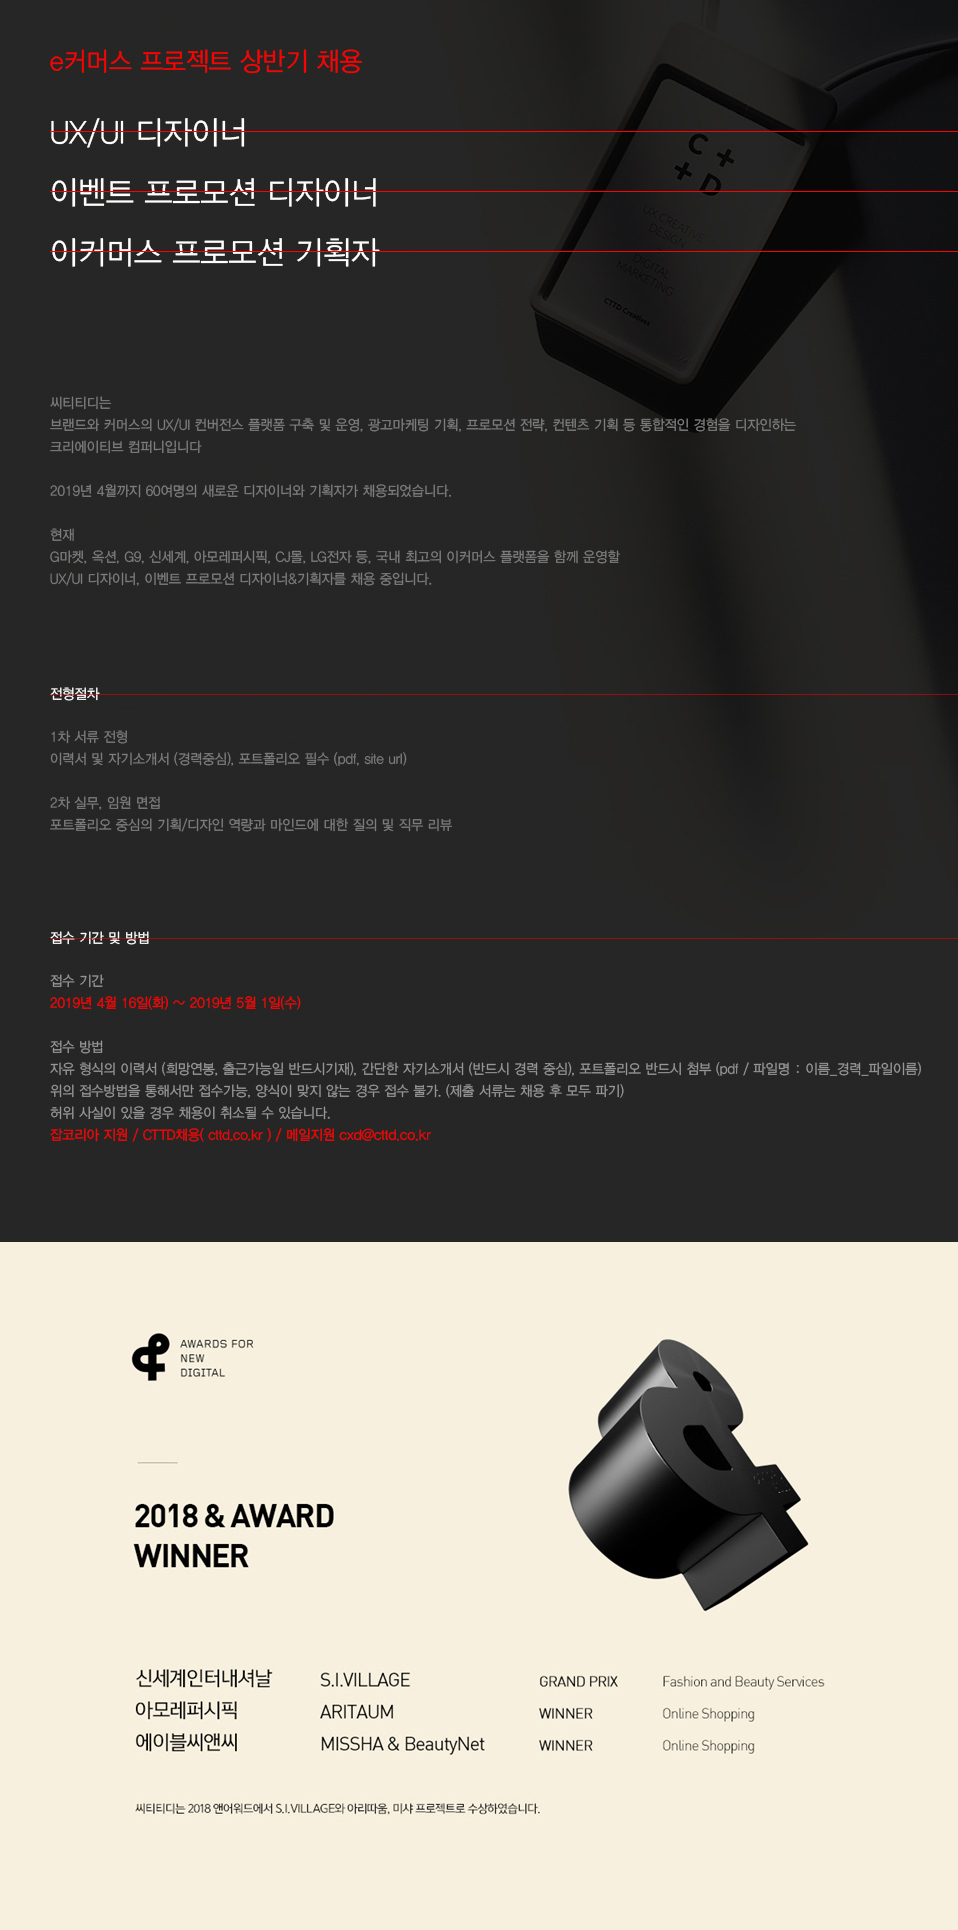 e커머스 프로젝트 상반기 채용
UX/UI 디자이너
이벤트 프로모션 디자이너
이커머스 프로모션 기획자
C +
+ D
UX CREATIVE
DESIGN
DIGITAL
MARKETING
CTTD Creatives
씨티티디는
브랜드와 커머스의 UX/UI 컨버전스 플랫폼 구축 및 운영, 광고마케팅 기획, 프로모션 전략, 컨텐츠 기획 등 통합적인 경험을 디자인하는
크리에이티브 컴퍼니입니다
2019년 4월까지 60여명의 새로운 디자이너와 기획자가 채용되었습니다.
현재
G마켓, 옥션, G9, 신세계, 아모레퍼시픽, CJ몰, LG전자 등, 국내 최고의 이커머스 플랫폼을 함께 운영할
UX/UI 디자이너, 이벤트 프로모션 디자이너&기획자를 채용 중입니다.
전형절차
1차 서류 전형
이력서 및 자기소개서 (경력중심), 포트폴리오 필수 (pdf, site url)
2차 실무, 임원 면접
포트폴리오 중심의 기획/디자인 역량과 마인드에 대한 질의 및 직무 리뷰
접수 기간 및 방법
접수 기간
2019년 4월 16일(화) ~ 2019년 5월 1일(수)
접수 방법
자유 형식의 이력서 (희망연봉, 출근가능일 반드시기재), 간단한 자기소개서 (반드시 경력 중심), 포트폴리오 반드시 첨부 (pdf / 파일명 : 이름_경력_파일이름)
위의 접수방법을 통해서만 접수가능, 양식이 맞지 않는 경우 접수 불가. (제출 서류는 채용 후 모두 파기)
허위 사실이 있을 경우 채용이 취소될 수 있습니다.
잡코리아 지원 / CTTD채용( cttd.co.kr ) / 메일지원 cxd@cttd.co.kr
AWARDS FOR
NEW
DIGITAL
2018 & AWARD
WINNER
신세계인터내셔날 S.I.VILLAGE GRAND PRIX Fashion and Beauty Services
아모레퍼시픽 ARITAUM WINNER Online Shopping
에이블씨앤씨 MISSHA & BeautyNet WINNER Online Shopping
씨티티디는 2018 앤어워드에서 S.I.VILLAGE와 아리따움, 미샤 프로젝트로 수상하였습니다.